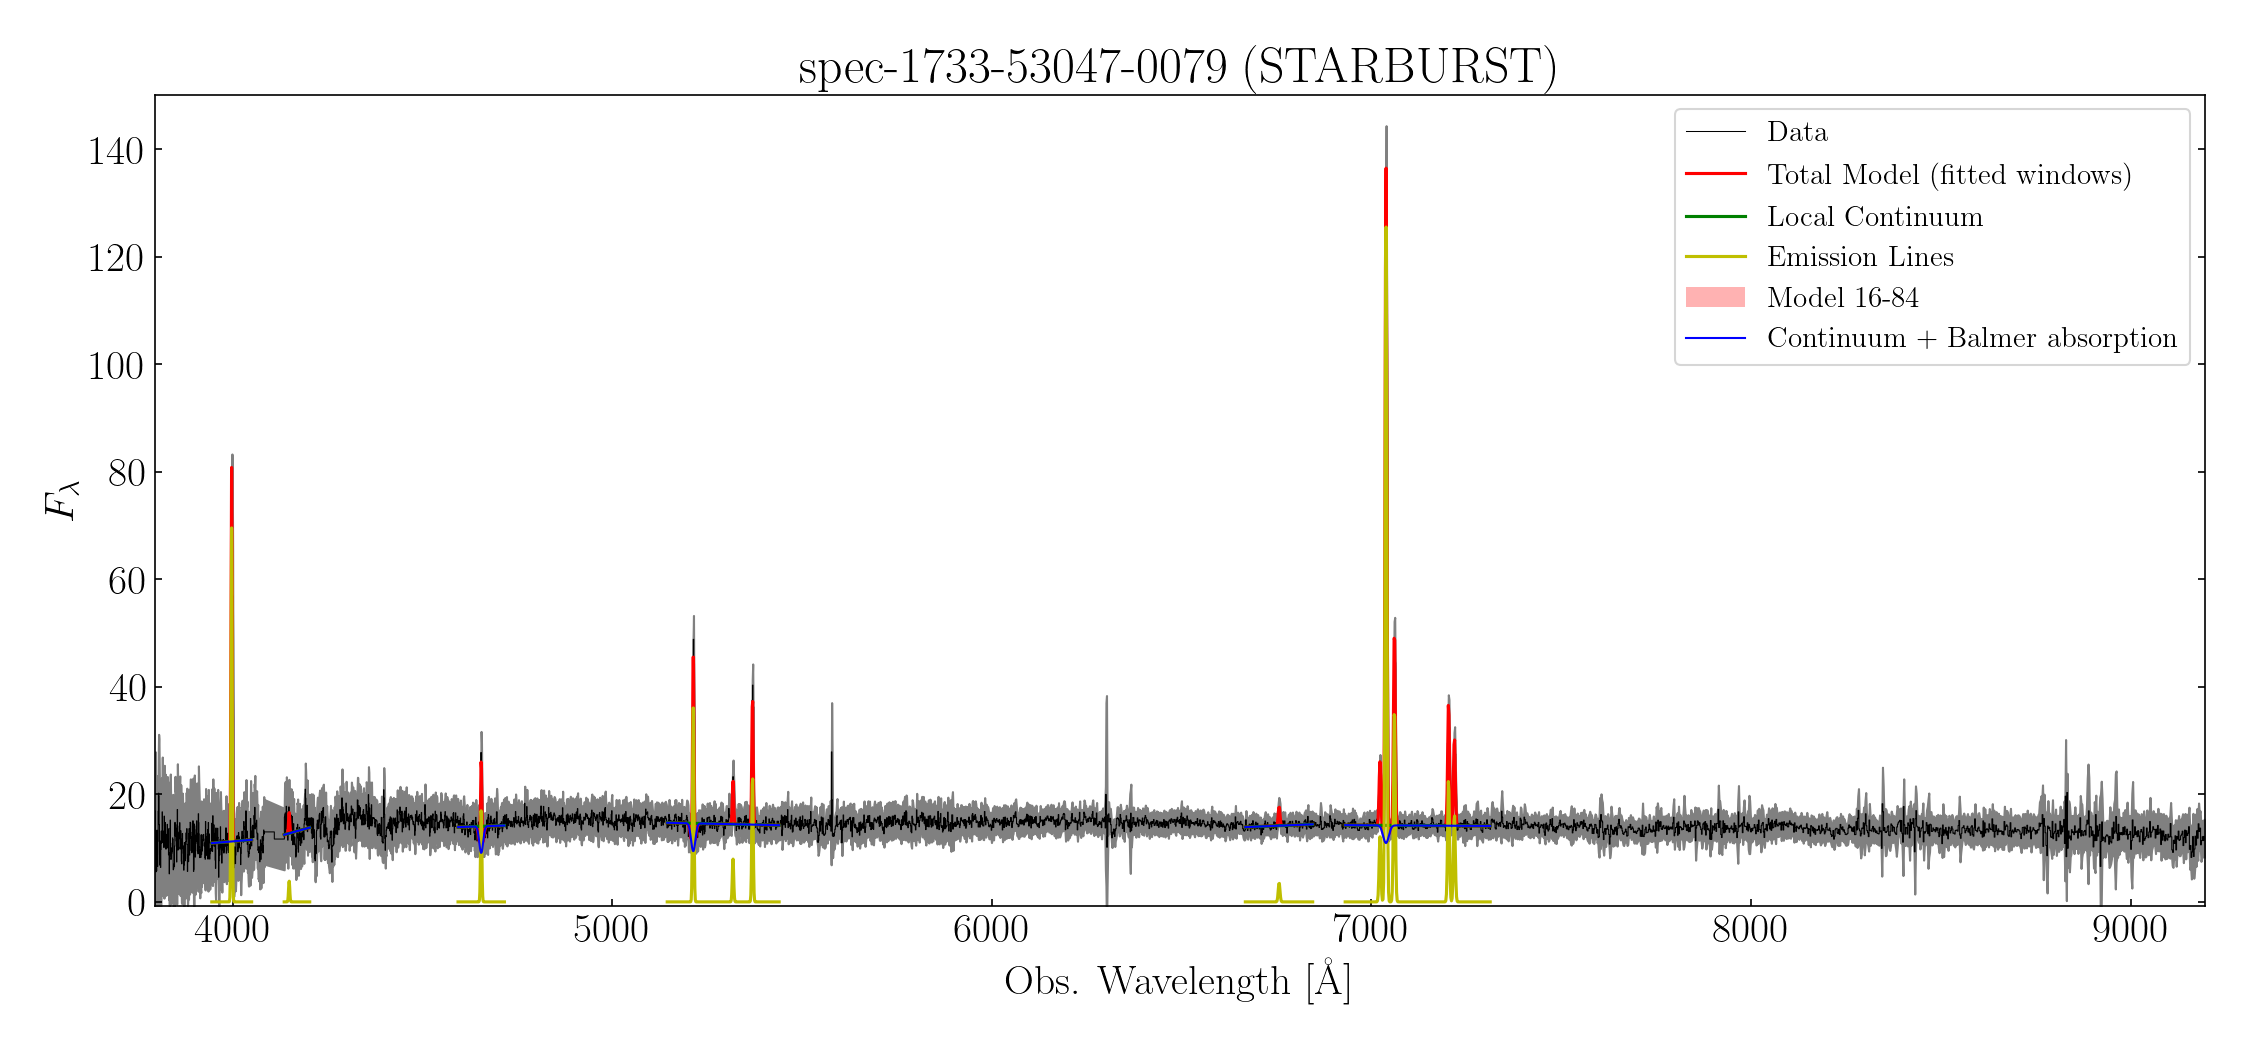 spec-1733-53047-0079 (STARBURST)
Data
Total Model (fitted windows)
Local Continuum
Emission Lines
Model 16-84
Continuum + Balmer absorption
140
120
100
80
60
40
20
0
Fλ
4000 5000 6000 7000 8000 9000
Obs. Wavelength [Å]